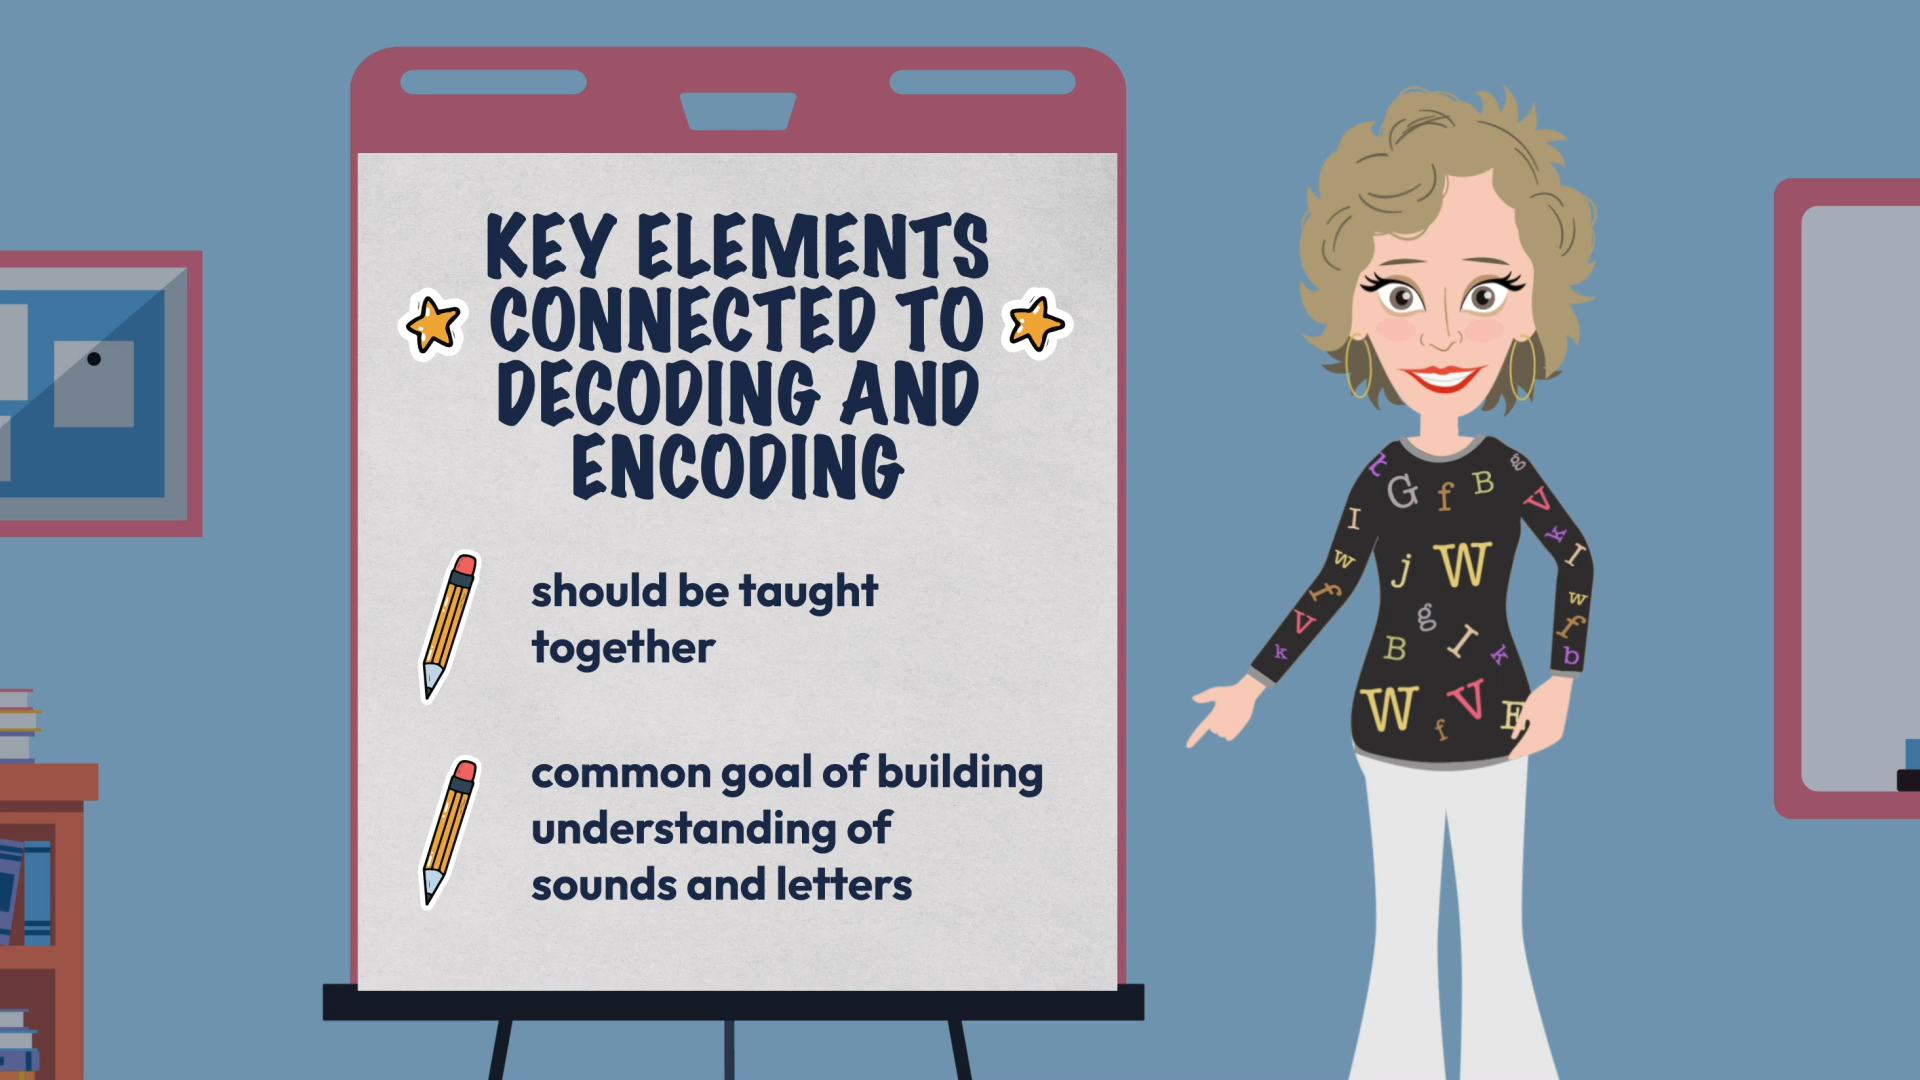 KEY ELEMENTS
CONNECTED TO
DECODING AND
ENCODING
should be taught
together
common goal of building
understanding of
sounds and letters
t G f B g V
I k I
w j W w
f g f
V B I k b
k
W f V E